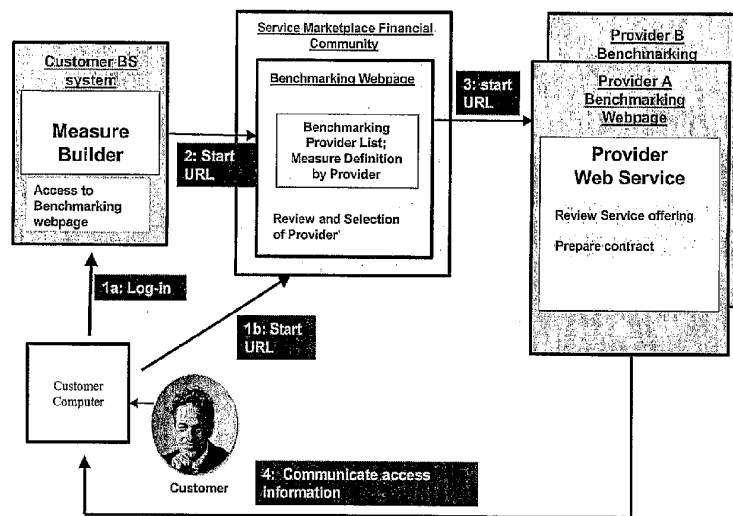 Service Marketplace Financial
Community
Customer BS
system
Measure
Builder
Access to
Benchmarking
webpage
2: Start
URL
Benchmarking Webpage
Benchmarking
Provider List;
Measure Definition
by Provider
Review and Selection
of Provider'
3: start
URL
Provider B
Benchmarking
Provider A
Benchmarking
Webpage
Provider
Web Service
Review Service offering
Prepare contract
1a: Log-in
1b: Start
URL
Customer
Computer
Customer
4: Communicate access
information